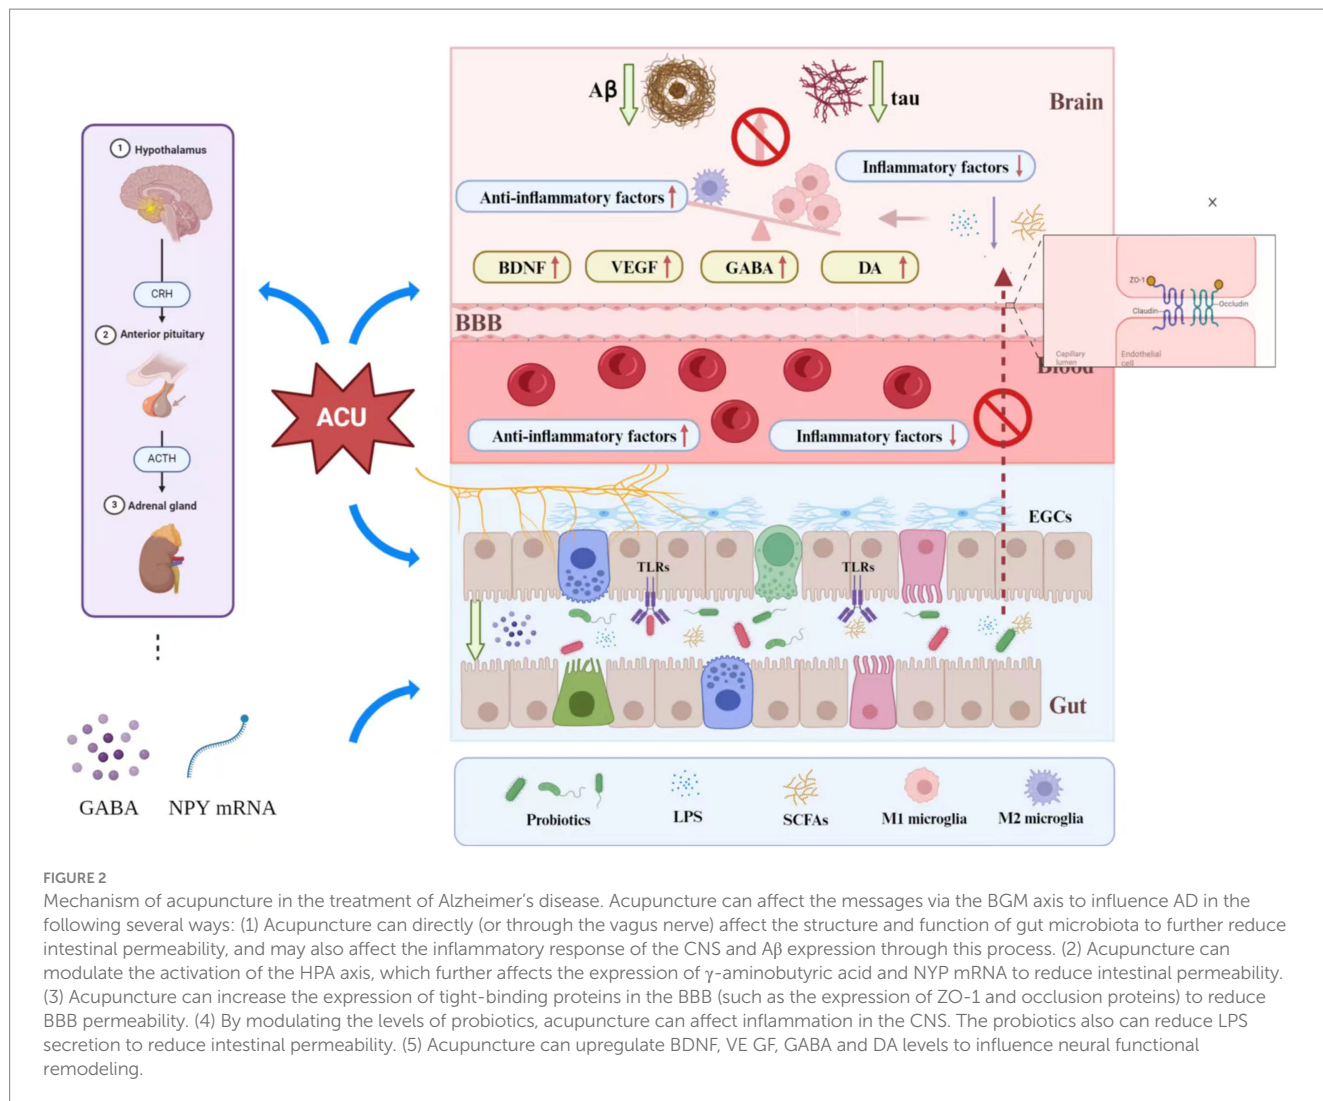 1 Hypothalamus
CRH
2 Anterior pituitary
ACTH
3 Adrenal gland
GABA
NPY mRNA
ACU
Aβ
tau
Brain
Inflammatory factors
Anti-inflammatory factors
BDNF
VEGF
GABA
DA
BBB
×
ZO-1
Occludin
Claudin
Capillary
lumen
Endothelial
cell
Blood
Anti-inflammatory factors
Inflammatory factors
EGCs
TLRs
TLRs
Gut
Probiotics
LPS
SCFAs
M1 microglia
M2 microglia
FIGURE 2
Mechanism of acupuncture in the treatment of Alzheimer's disease. Acupuncture can affect the messages via the BGM axis to influence AD in the
following several ways: (1) Acupuncture can directly (or through the vagus nerve) affect the structure and function of gut microbiota to further reduce
intestinal permeability, and may also affect the inflammatory response of the CNS and Aβ expression through this process. (2) Acupuncture can
modulate the activation of the HPA axis, which further affects the expression of γ-aminobutyric acid and NYP mRNA to reduce intestinal permeability.
(3) Acupuncture can increase the expression of tight-binding proteins in the BBB (such as the expression of ZO-1 and occlusion proteins) to reduce
BBB permeability. (4) By modulating the levels of probiotics, acupuncture can affect inflammation in the CNS. The probiotics also can reduce LPS
secretion to reduce intestinal permeability. (5) Acupuncture can upregulate BDNF, VE GF, GABA and DA levels to influence neural functional
remodeling.